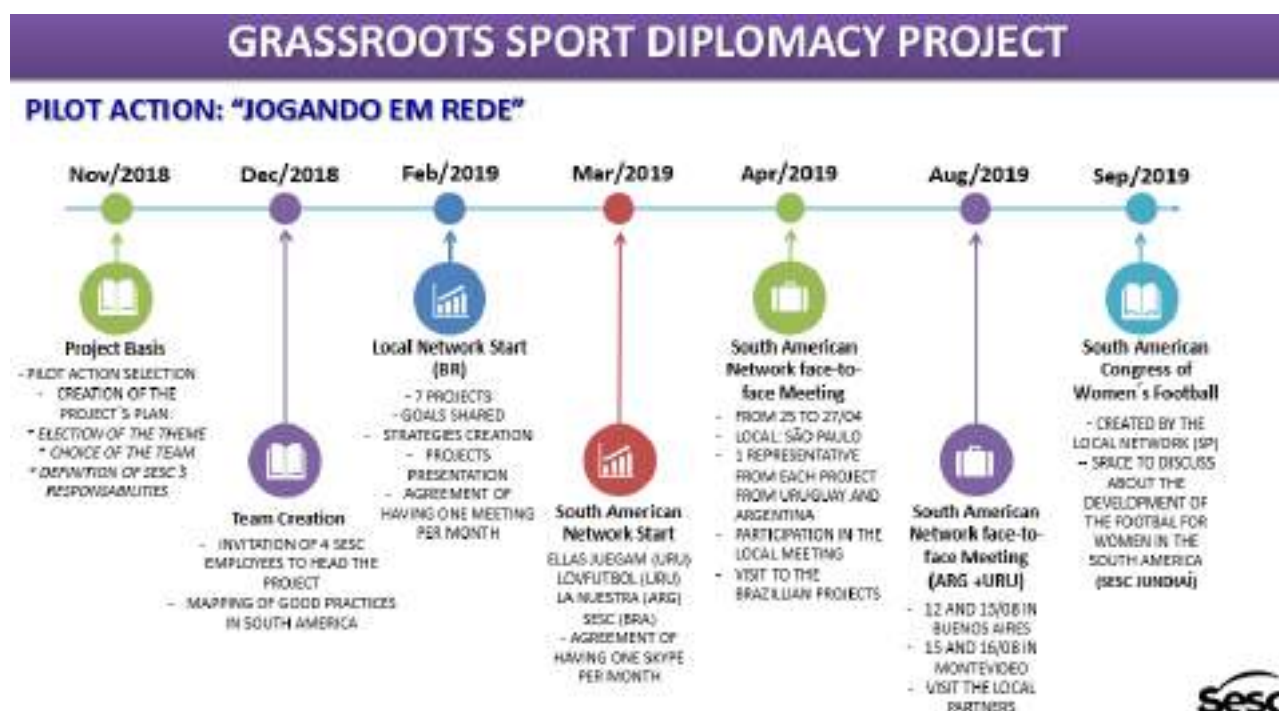 GRASSROOTS SPORT DIPLOMACY PROJECT
PILOT ACTION: “JOGANDO EM REDE”
Nov/2018
Dec/2018
Feb/2019
Mar/2019
Apr/2019
Aug/2019
Sep/2019
Project Basis
- PILOT ACTION SELECTION
- CREATION OF THE
PROJECT´S PLAN:
* ELECTION OF THE THEME
* CHOICE OF THE TEAM
* DEFINITION OF SESC´S
RESPONSABILITIES
Team Creation
- INVITATION OF 4 SESC
EMPLOYEES TO HEAD THE
PROJECT
- MAPPING OF GOOD PRACTICES
IN SOUTH AMERICA
Local Network Start
(BR)
- 7 PROJECTS
- GOALS SHARED
- STRATEGIES CREATION
- PROJECTS
PRESENTATION
- AGREEMENT OF
HAVING ONE MEETING
PER MONTH
South American
Network Start
ELLAS JUEGAM (URU)
LOVFUTBOL (URU)
LA NUESTRA (ARG)
SESC (BRA)
- AGREEMENT OF
HAVING ONE SKYPE
PER MONTH
South American
Network face-to-
face Meeting
- FROM 25 TO 27/04
- LOCAL: SÃO PAULO
- 1 REPRESENTATIVE
FROM EACH PROJECT
FROM URUGUAY AND
ARGENTINA
- PARTICIPATION IN THE
LOCAL MEETING
- VISIT TO THE
BRAZILLIAN PROJECTS
South American
Network face-to-
face Meeting
(ARG +URU)
- 12 AND 13/08 IN
BUENOS AIRES
- 15 AND 16/08 IN
MONTEVIDEO
- VISIT THE LOCAL
PARTNERS
South American
Congress of
Women´s Football
- CREATED BY THE
LOCAL NETWORK (SP)
-- SPACE TO DISCUSS
ABOUT THE
DEVELOPMENT OF
THE FOOTBAL FOR
WOMEN IN THE
SOUTH AMERICA
(SESC JUNDIAÍ)
Sesc